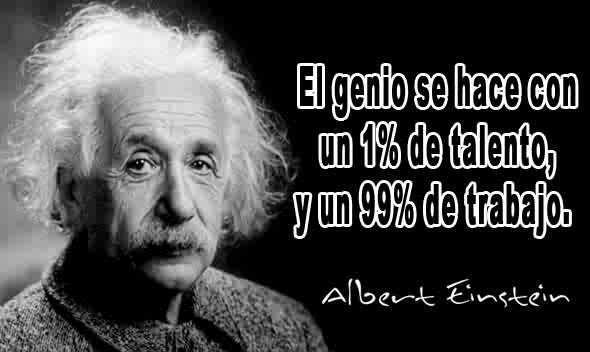 El genio se hace con
un 1% de talento,
y un 99% de trabajo.
Albert Einstein